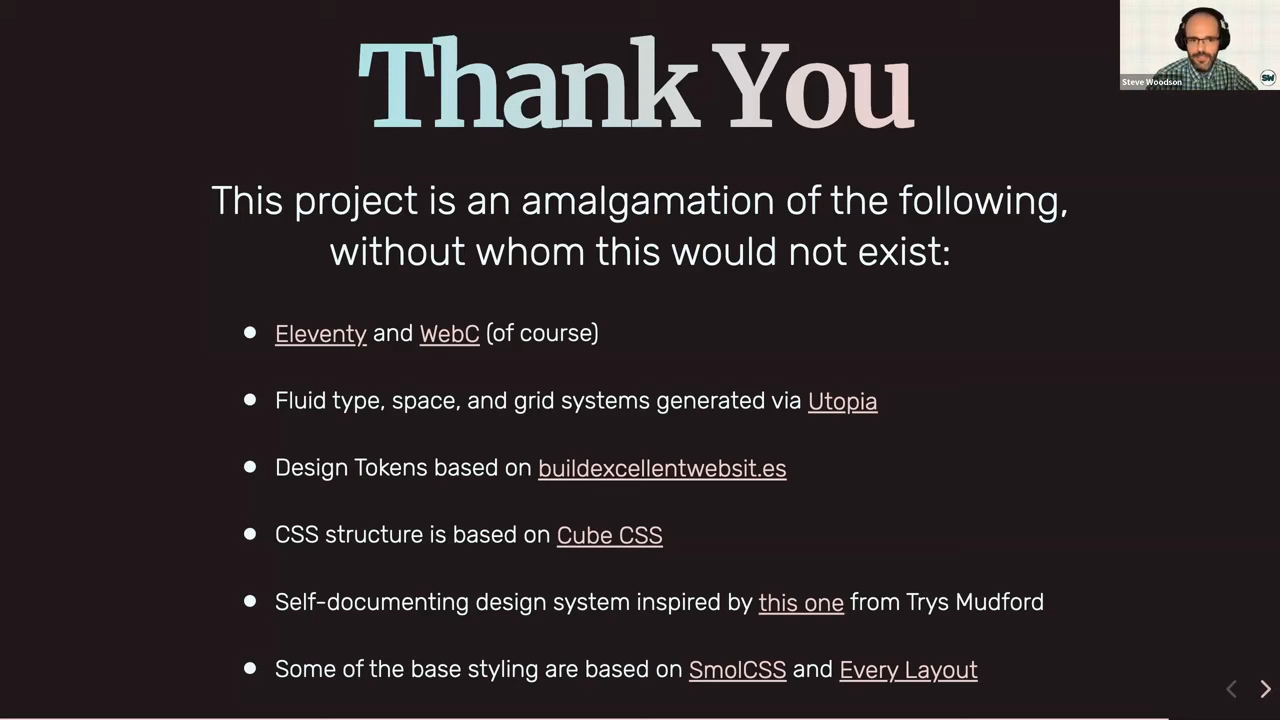 Thank You
Steve Woodson
SW
This project is an amalgamation of the following,
without whom this would not exist:
Eleventy and WebC (of course)
Fluid type, space, and grid systems generated via Utopia
Design Tokens based on buildexcellentwebsit.es
CSS structure is based on Cube CSS
Self-documenting design system inspired by this one from Trys Mudford
Some of the base styling are based on SmolCSS and Every Layout